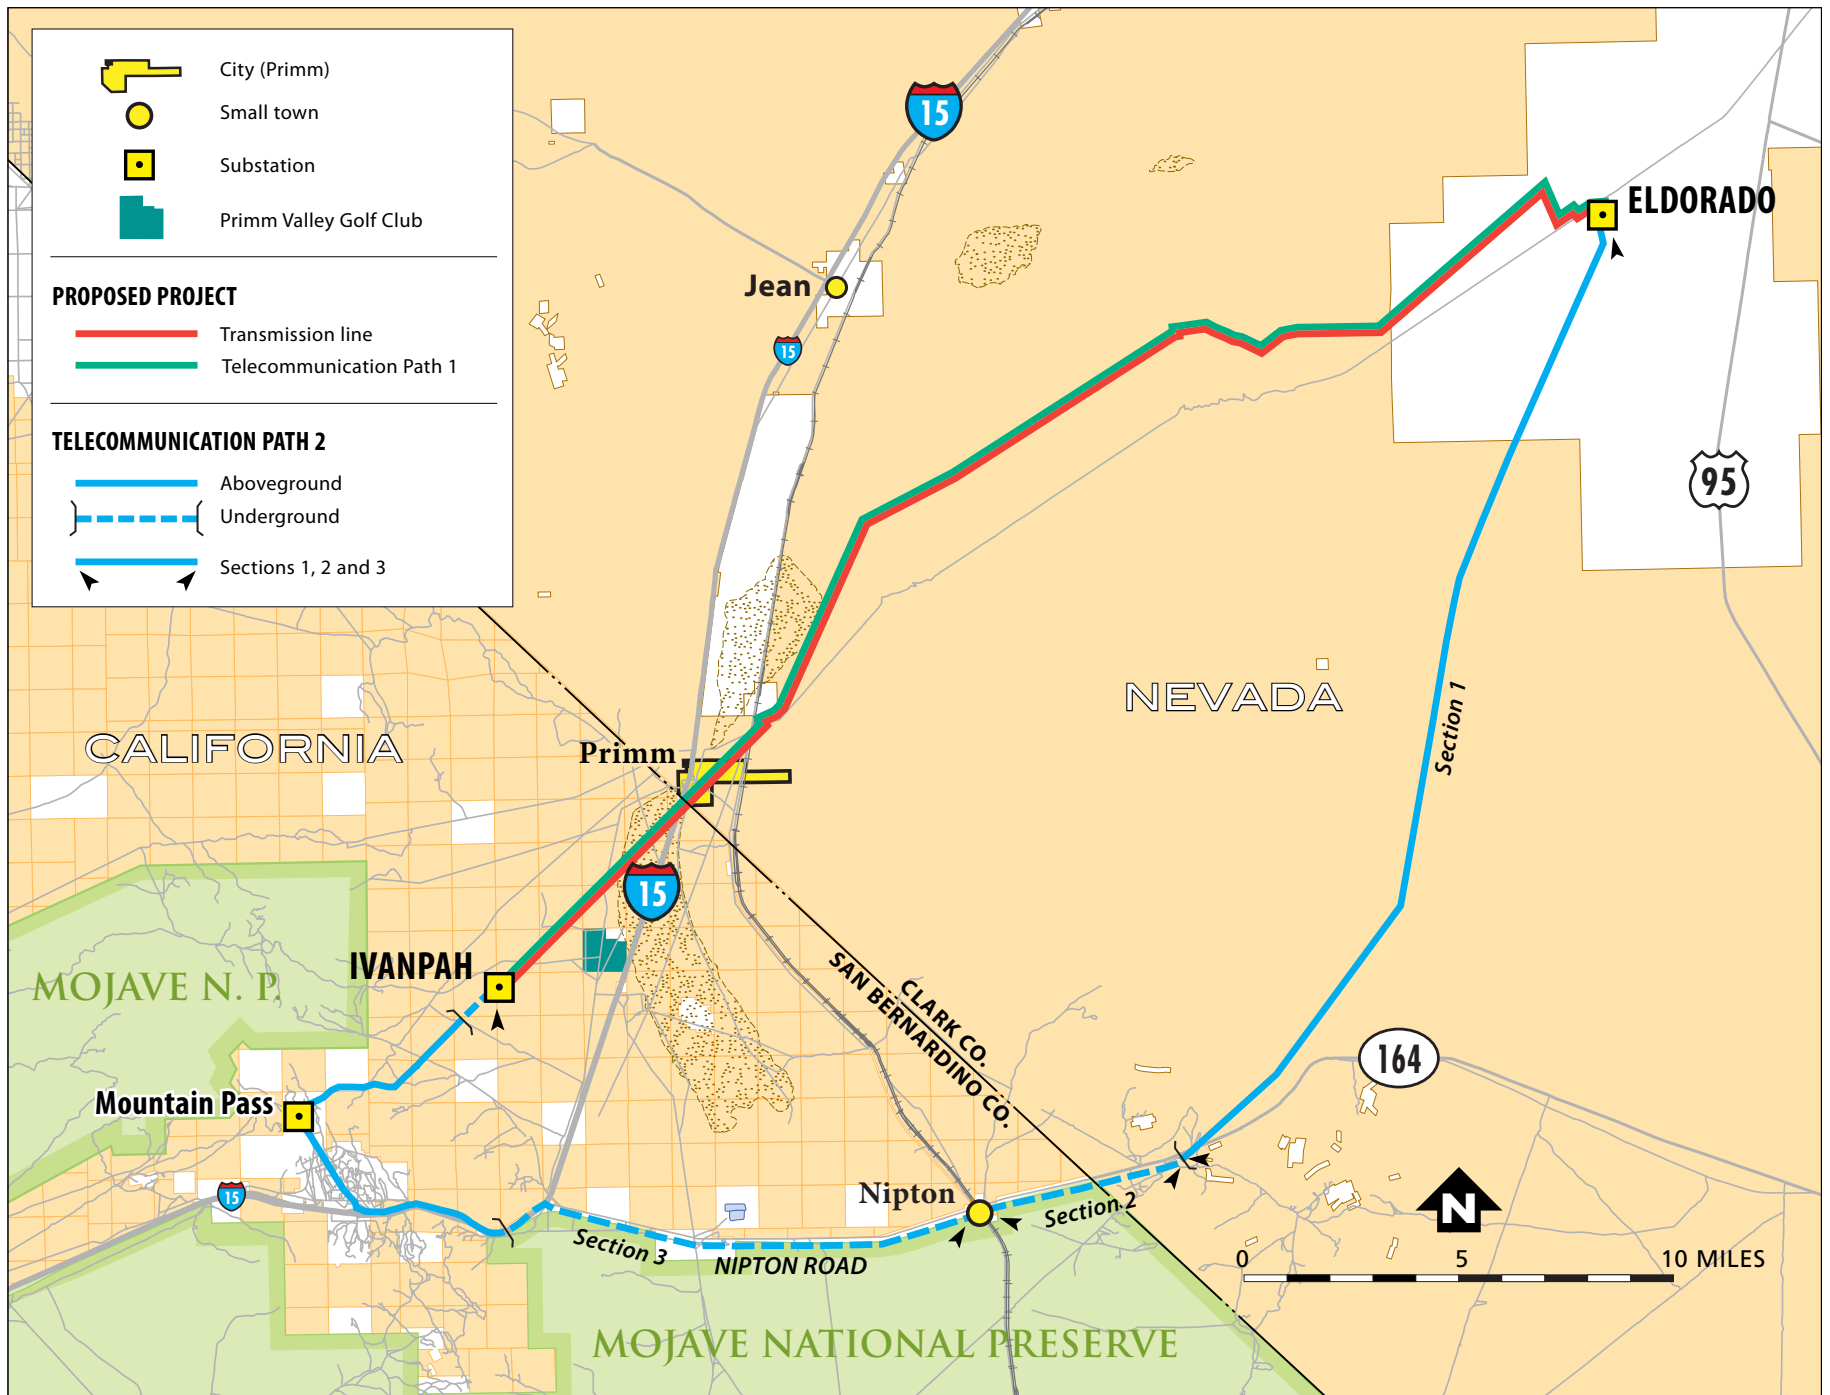 City (Primm)
Small town
Substation
Primm Valley Golf Club
PROPOSED PROJECT
Transmission line
Telecommunication Path 1
TELECOMMUNICATION PATH 2
Aboveground
Underground
Sections 1, 2 and 3
15
ELDORADO
Jean
15
95
NEVADA
Section 1
CALIFORNIA
Primm
15
IVANPAH
MOJAVE N. P.
CLARK CO.
SAN BERNARDINO CO.
164
Mountain Pass
15
Nipton
Section 2
Section 3
NIPTON ROAD
N
0 5 10 MILES
MOJAVE NATIONAL PRESERVE